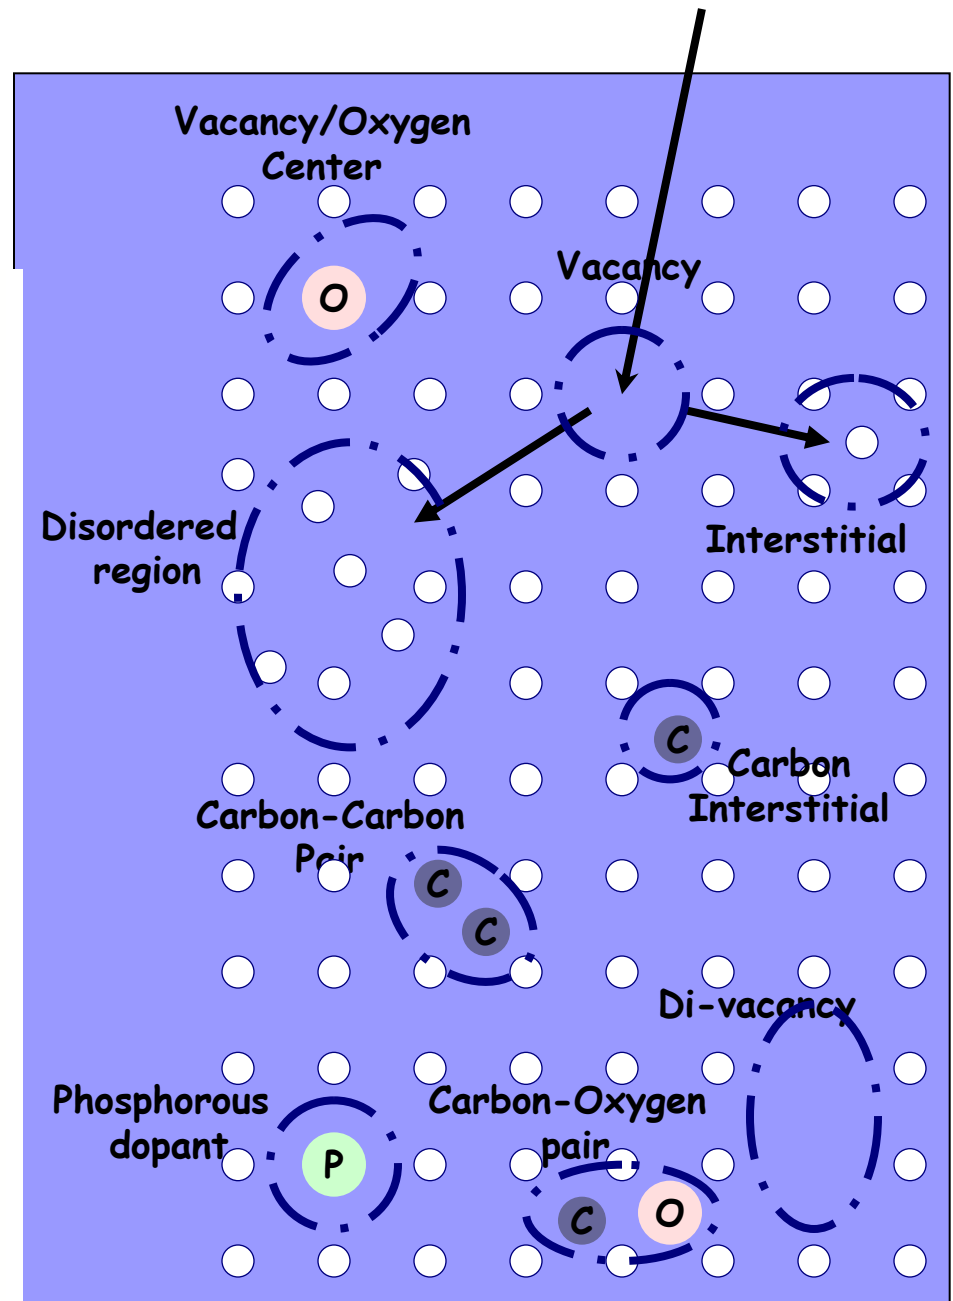 Vacancy/Oxygen
Center
Vacancy
O
Disordered
region
Interstitial
C
Carbon
Interstitial
Carbon-Carbon
Pair
C
C
Di-vacancy
Phosphorous
dopant
P
Carbon-Oxygen
pair
C
O